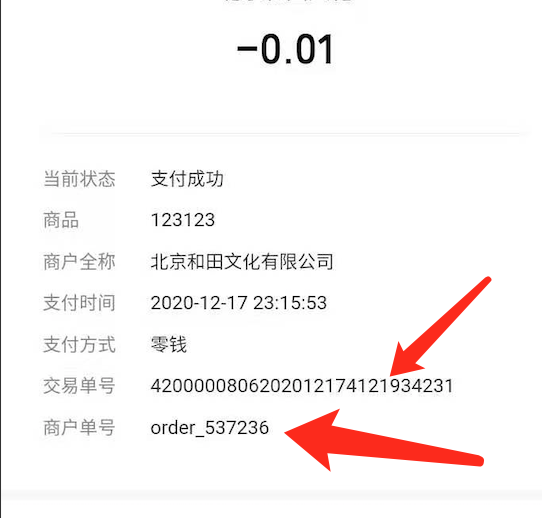 -0.01
当前状态 支付成功
商品 123123
商户全称 北京和田文化有限公司
支付时间 2020-12-17 23:15:53
支付方式 零钱
交易单号 4200000806202012174121934231
商户单号 order_537236